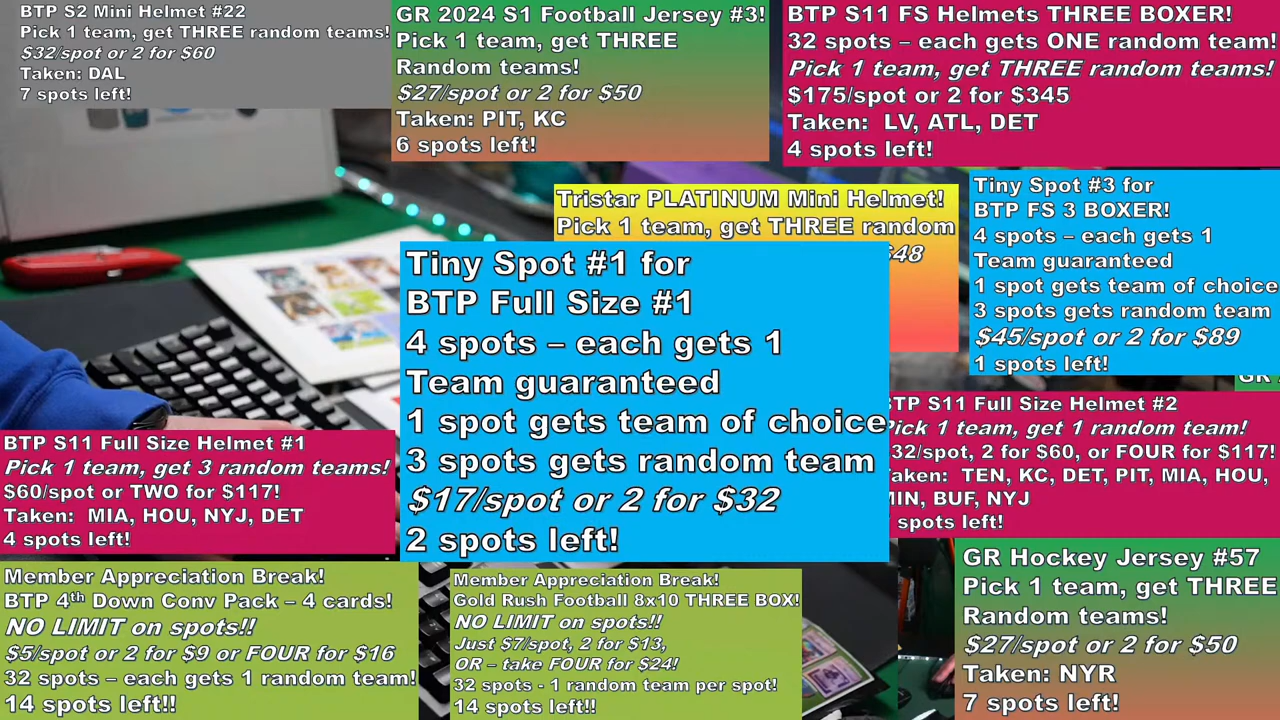 BTP S2 Mini Helmet #22
Pick 1 team, get THREE random teams!
$32/spot or 2 for $60
Taken: DAL
7 spots left!
GR 2024 S1 Football Jersey #3!
Pick 1 team, get THREE
Random teams!
$27/spot or 2 for $50
Taken: PIT, KC
6 spots left!
BTP S11 FS Helmets THREE BOXER!
32 spots – each gets ONE random team!
Pick 1 team, get THREE random teams!
$175/spot or 2 for $345
Taken: LV, ATL, DET
4 spots left!
Tristar PLATINUM Mini Helmet!
Pick 1 team, get THREE random
$48
Tiny Spot #3 for
BTP FS 3 BOXER!
4 spots – each gets 1
Team guaranteed
1 spot gets team of choice
3 spots gets random team
$45/spot or 2 for $89
1 spots left!
Tiny Spot #1 for
BTP Full Size #1
4 spots – each gets 1
Team guaranteed
1 spot gets team of choice
3 spots gets random team
$17/spot or 2 for $32
2 spots left!
GR
BTP S11 Full Size Helmet #2
Pick 1 team, get 1 random team!
$32/spot, 2 for $60, or FOUR for $117!
Taken: TEN, KC, DET, PIT, MIA, HOU,
MIN, BUF, NYJ
spots left!
BTP S11 Full Size Helmet #1
Pick 1 team, get 3 random teams!
$60/spot or TWO for $117!
Taken: MIA, HOU, NYJ, DET
4 spots left!
Member Appreciation Break!
BTP 4th Down Conv Pack – 4 cards!
NO LIMIT on spots!!
$5/spot or 2 for $9 or FOUR for $16
32 spots – each gets 1 random team!
14 spots left!!
Member Appreciation Break!
Gold Rush Football 8x10 THREE BOX!
NO LIMIT on spots!!
Just $7/spot, 2 for $13,
OR – take FOUR for $24!
32 spots - 1 random team per spot!
14 spots left!!
GR Hockey Jersey #57
Pick 1 team, get THREE
Random teams!
$27/spot or 2 for $50
Taken: NYR
7 spots left!